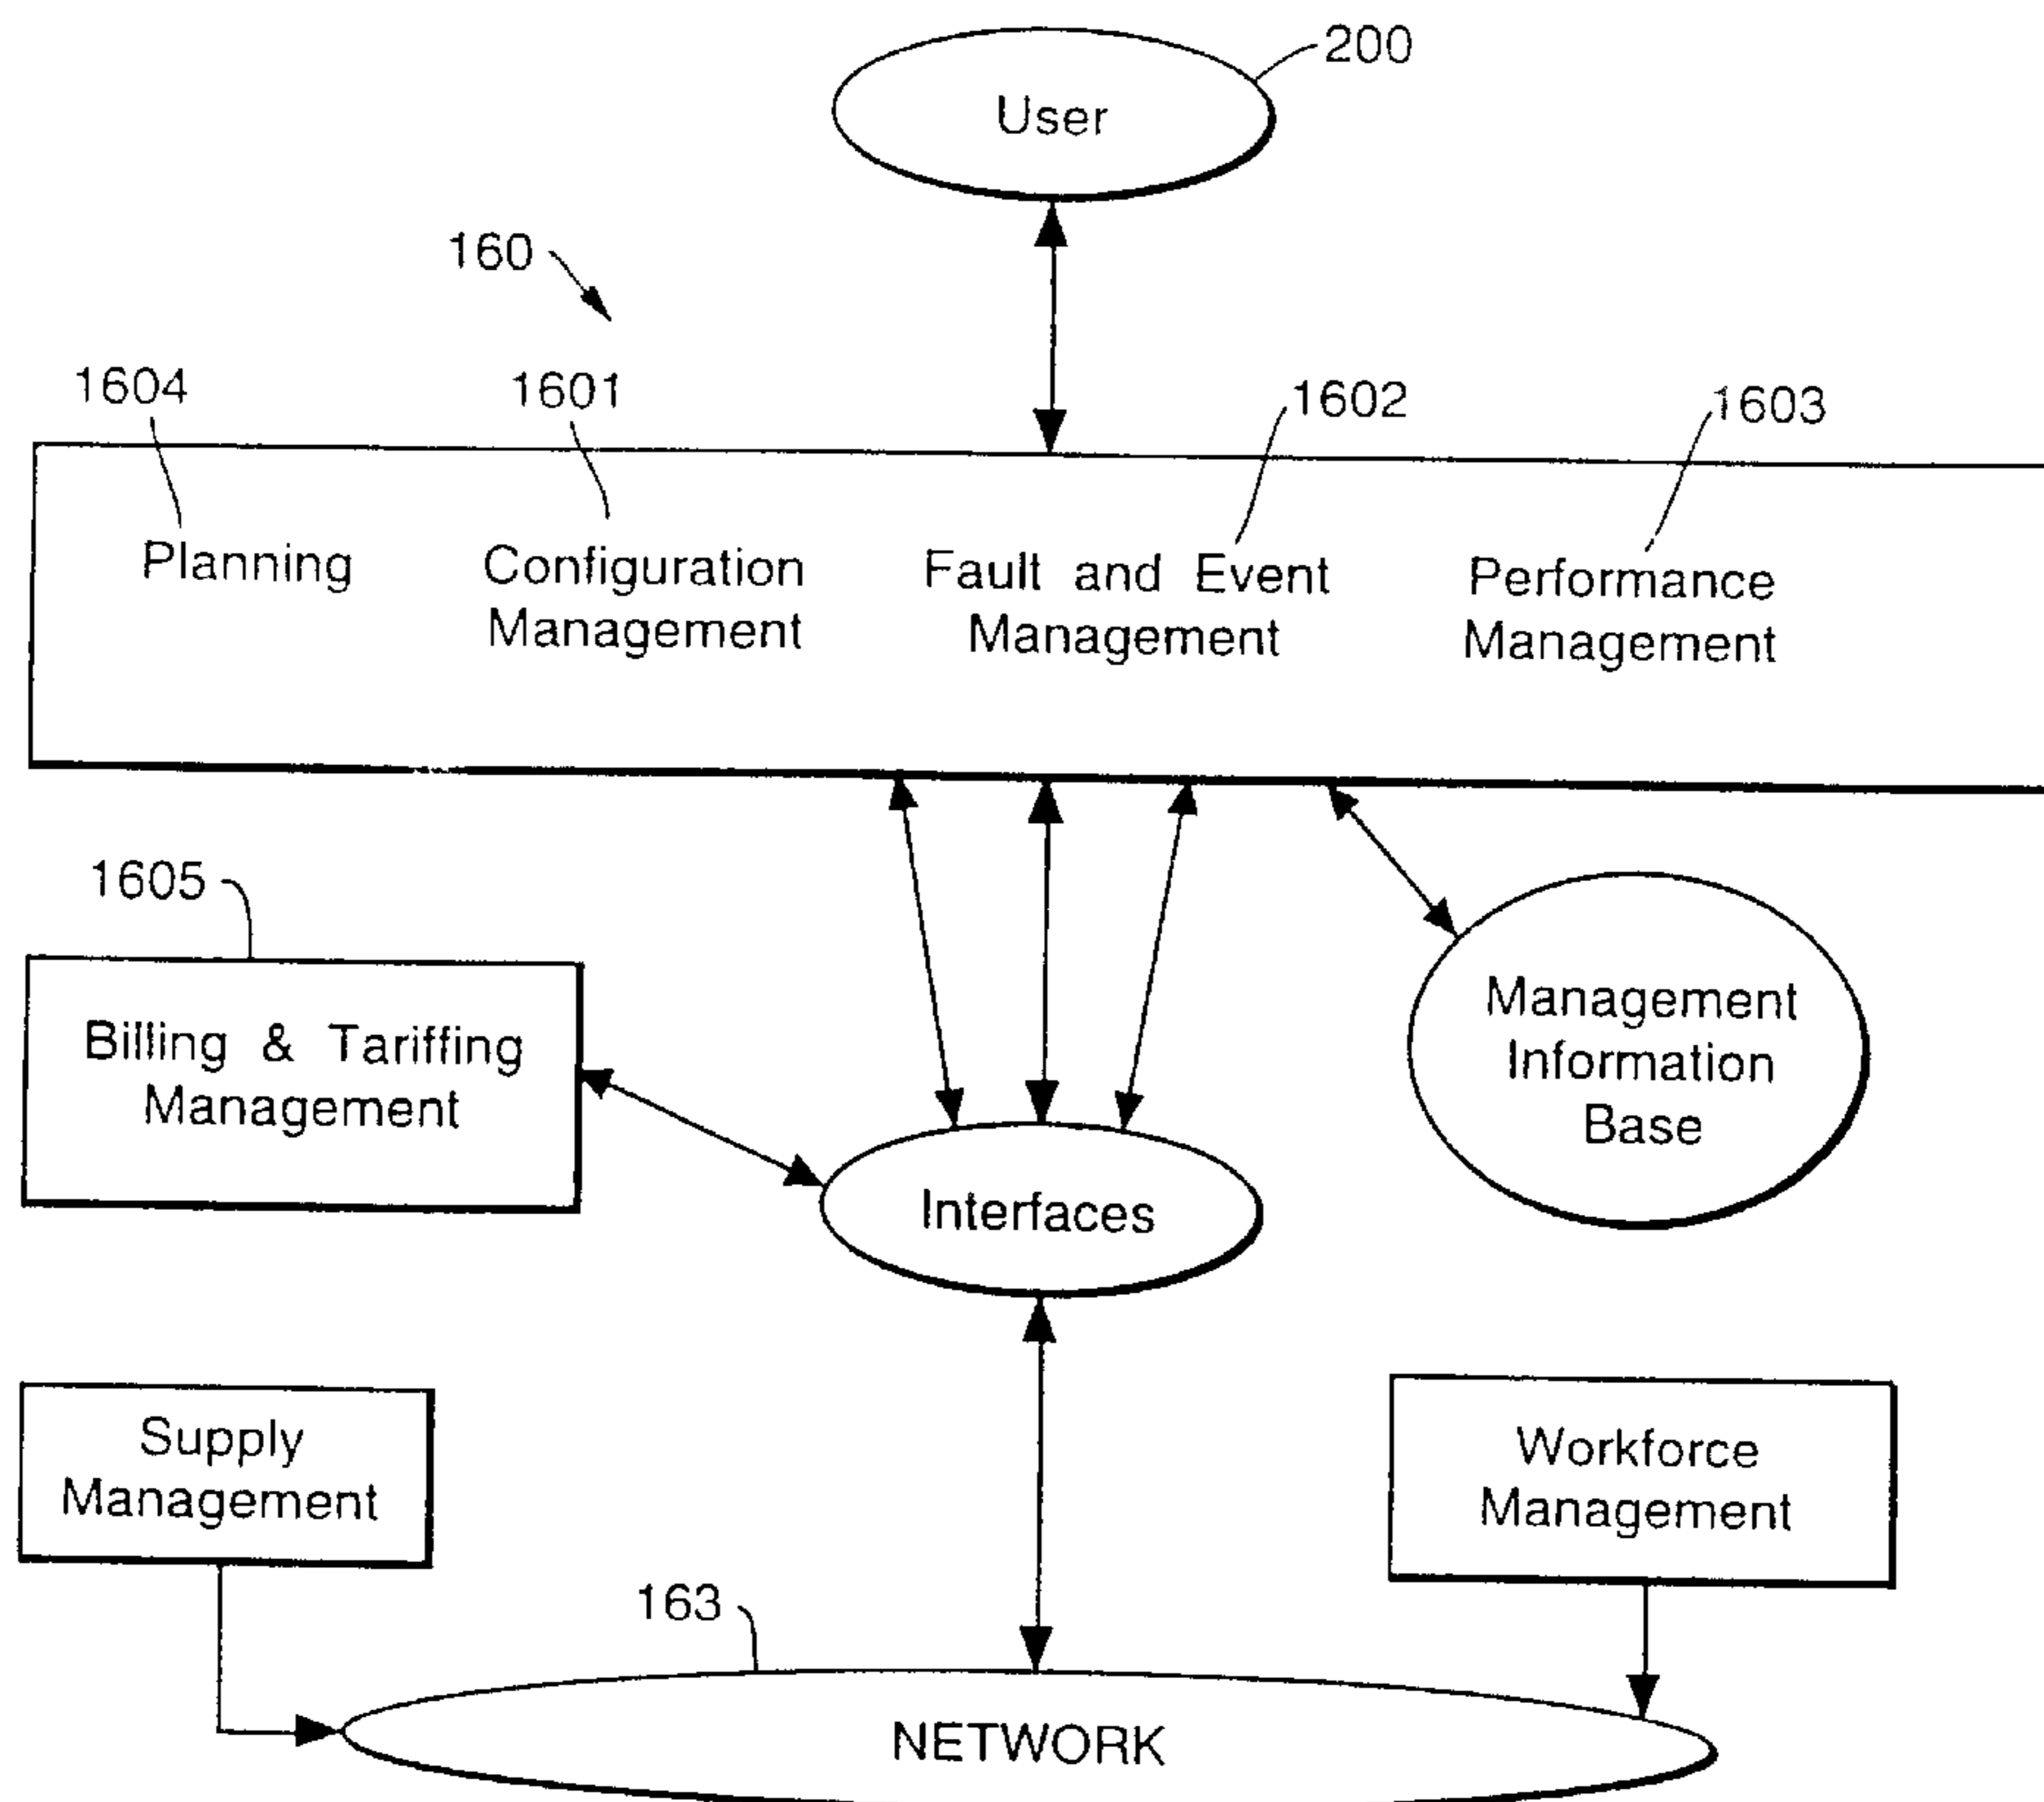 200
User
160
1604
1601
1602
1603
Planning
Configuration
Management
Fault and Event
Management
Performance
Management
1605
Billing & Tariffing
Management
Management
Information
Base
Interfaces
Supply
Management
Workforce
Management
163
NETWORK